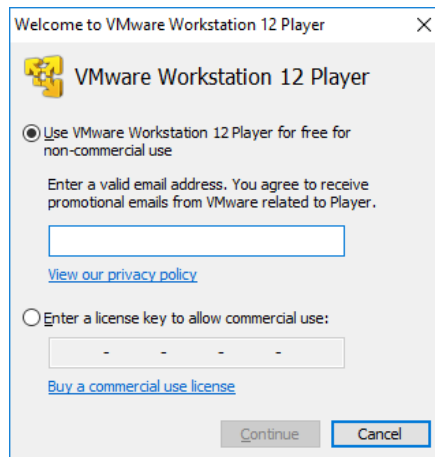 Welcome to VMware Workstation 12 Player
VMware Workstation 12 Player
Use VMware Workstation 12 Player for free for
non-commercial use
Enter a valid email address. You agree to receive
promotional emails from VMware related to Player.
View our privacy policy
Enter a license key to allow commercial use:
- - - -
Buy a commercial use license
Continue Cancel